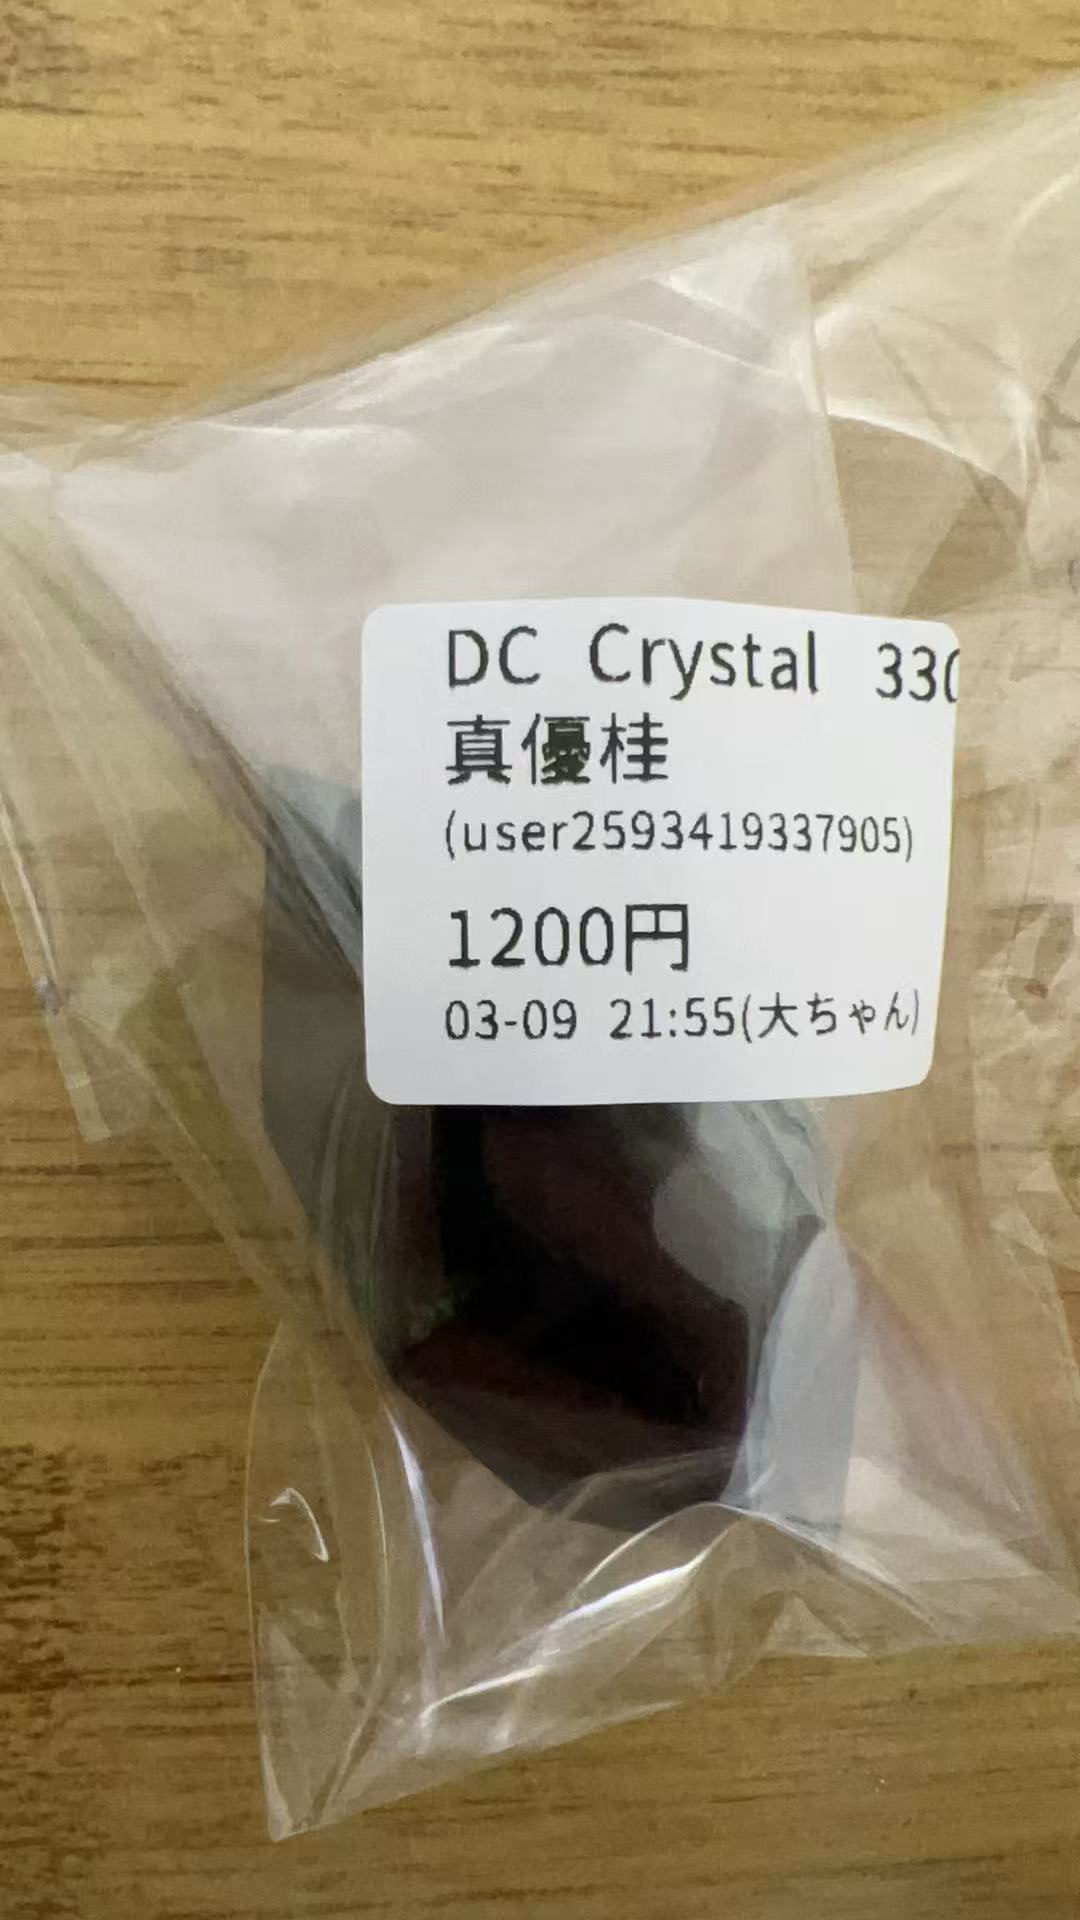 DC Crystal 330
真優桂
(user2593419337905)
1200円
03-09 21:55(大ちゃん)